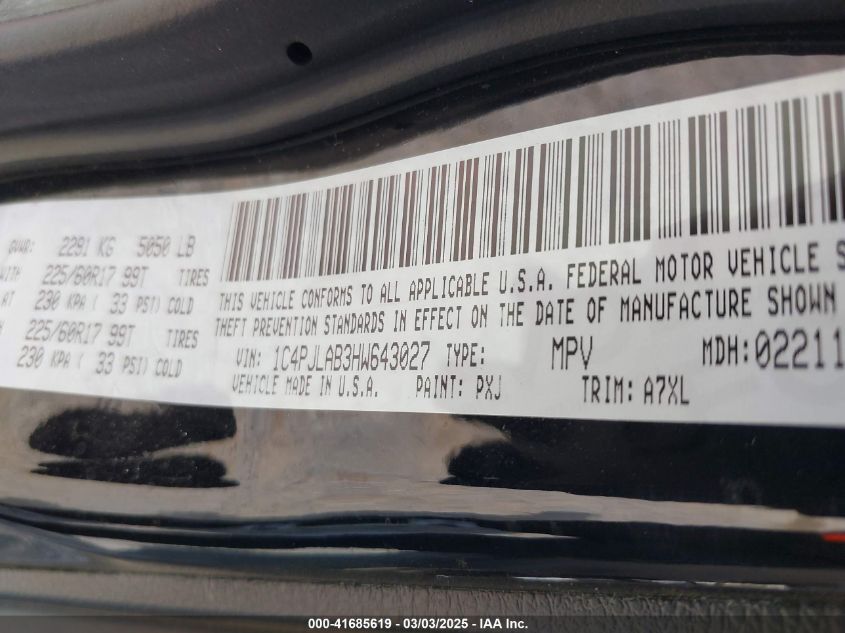 GVWR: 2291 KG 5050 LB
WITH 225/60R17 99T TIRES
AT 230 KPA ( 33 PSI) COLD
225/60R17 99T TIRES
230 KPA ( 33 PSI) COLD
THIS VEHICLE CONFORMS TO ALL APPLICABLE U.S.A. FEDERAL MOTOR VEHICLE S
THEFT PREVENTION STANDARDS IN EFFECT ON THE DATE OF MANUFACTURE SHOWN
VIN: 1C4PJLAB3HW643027 TYPE: MPV MDH: 02211
VEHICLE MADE IN U.S.A. PAINT: PXJ TRIM: A7XL
000-41685619 - 03/03/2025 - IAAI Inc.